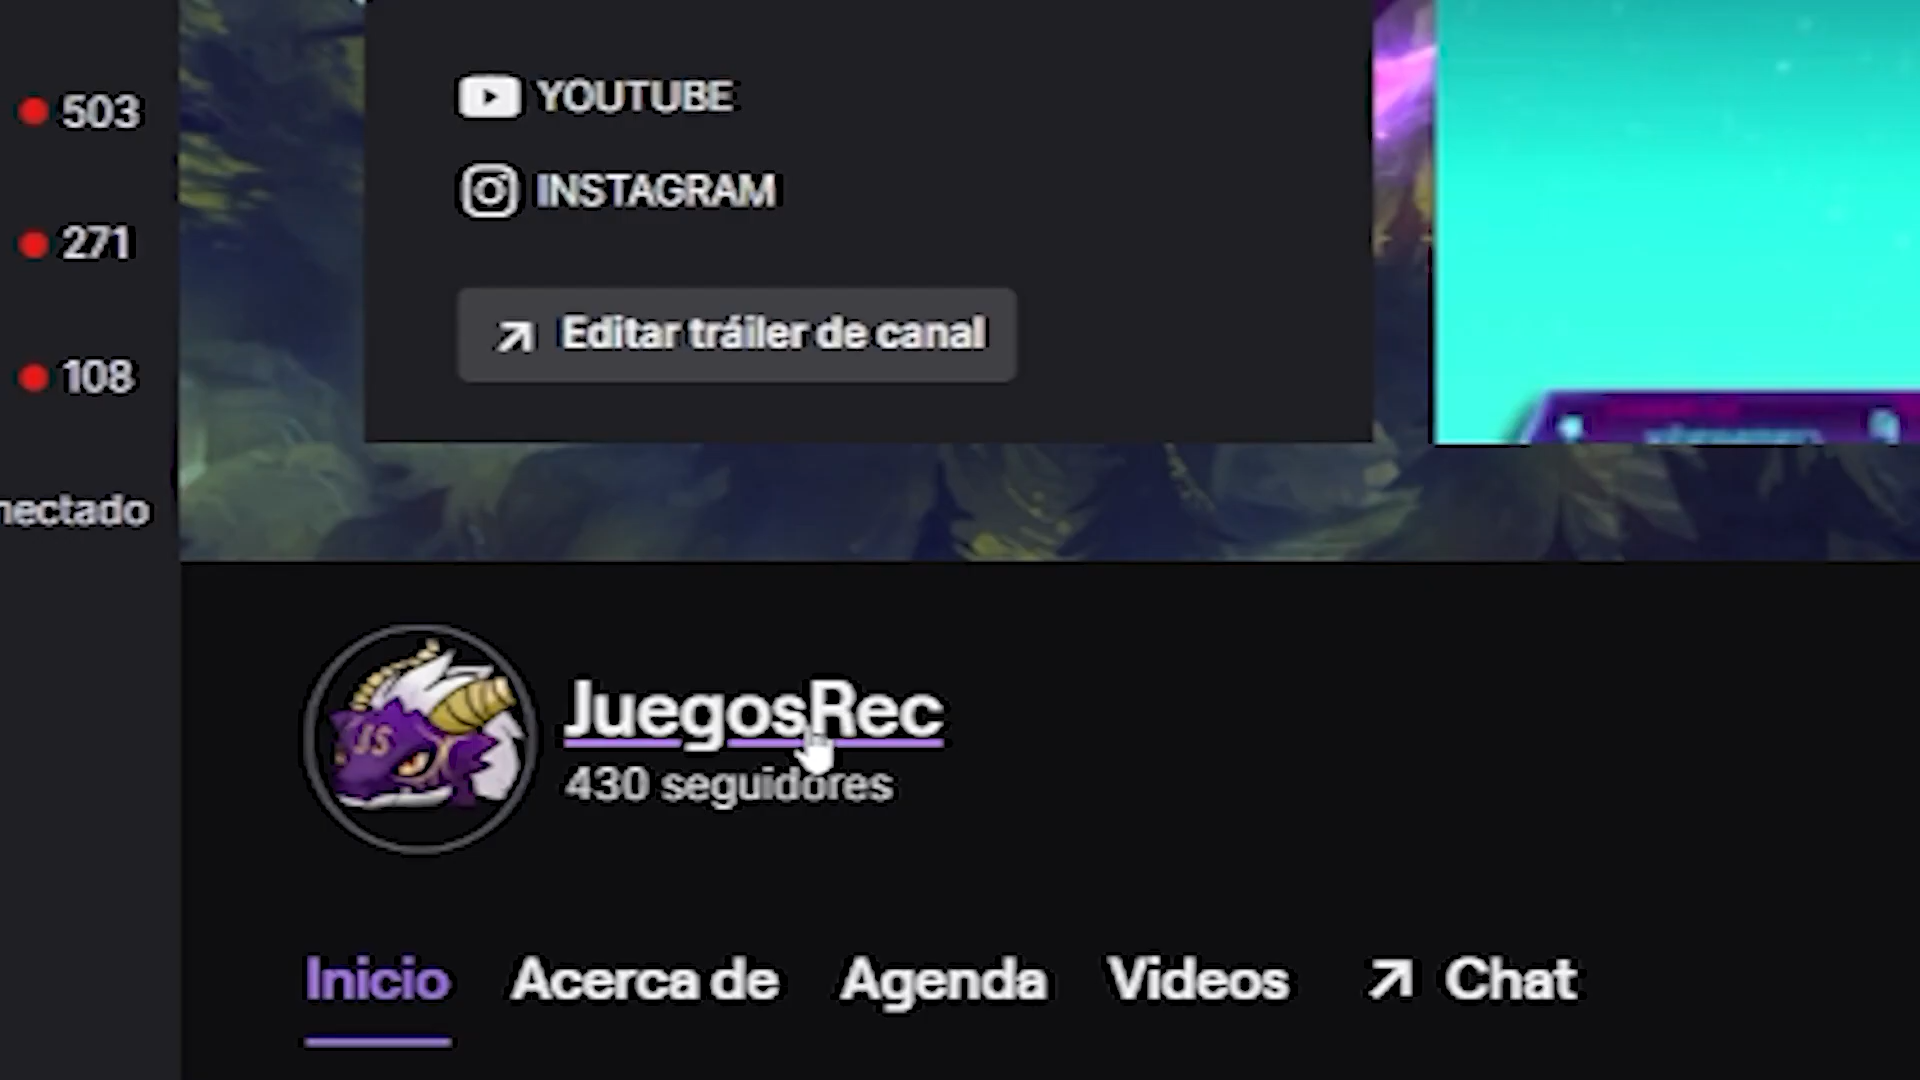 503
271
108
nectado
YOUTUBE
INSTAGRAM
Editar tráiler de canal
JS
JuegosRec
430 seguidores
Inicio Acerca de Agenda Videos Chat